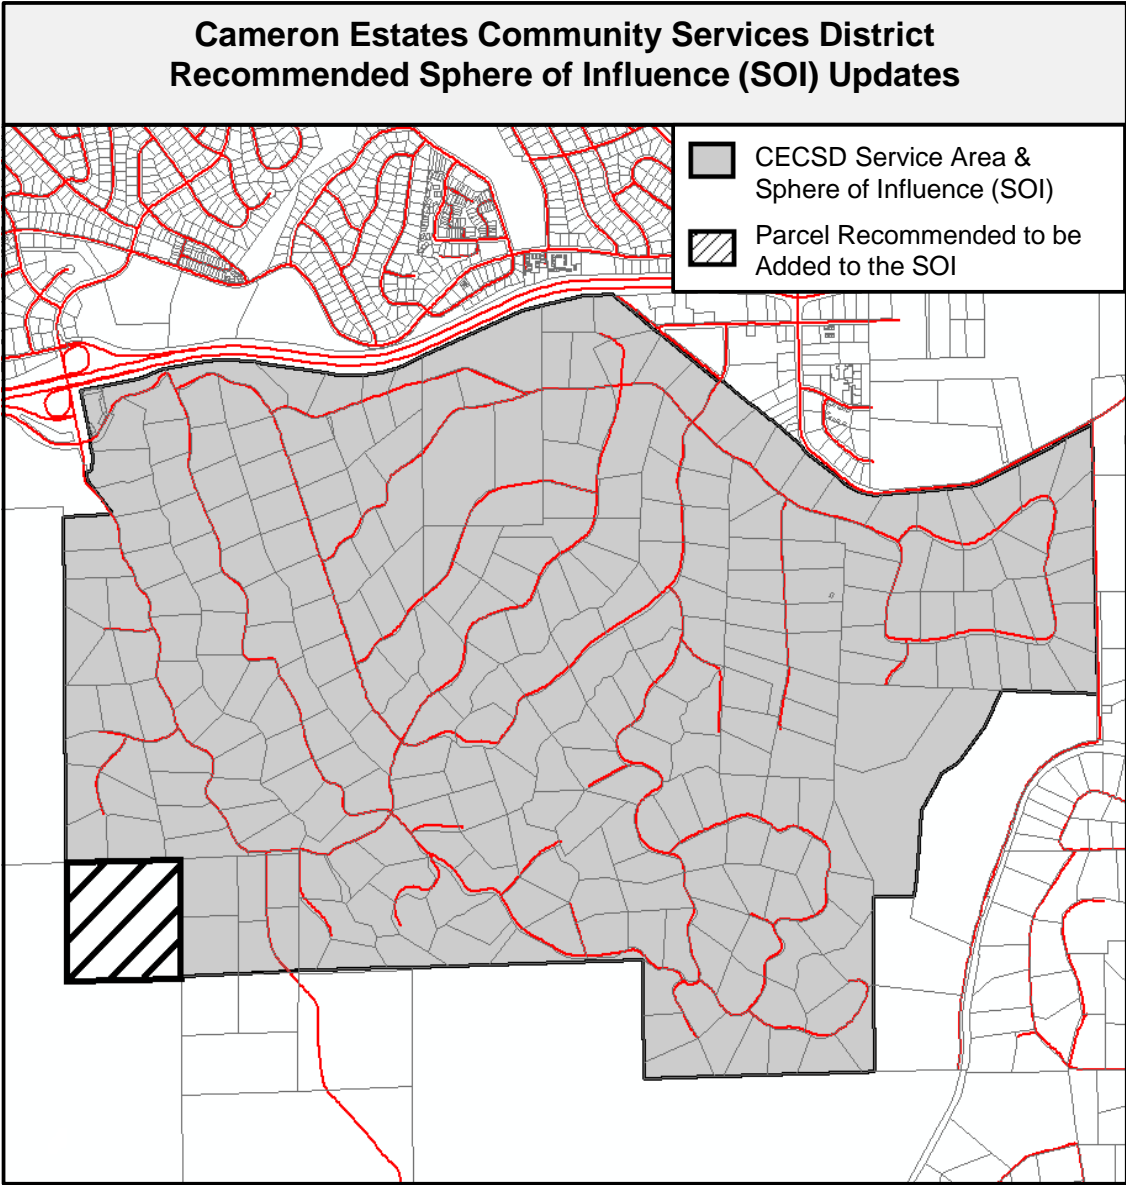 Cameron Estates Community Services District
Recommended Sphere of Influence (SOI) Updates
CECSD Service Area &
Sphere of Influence (SOI)
Parcel Recommended to be
Added to the SOI